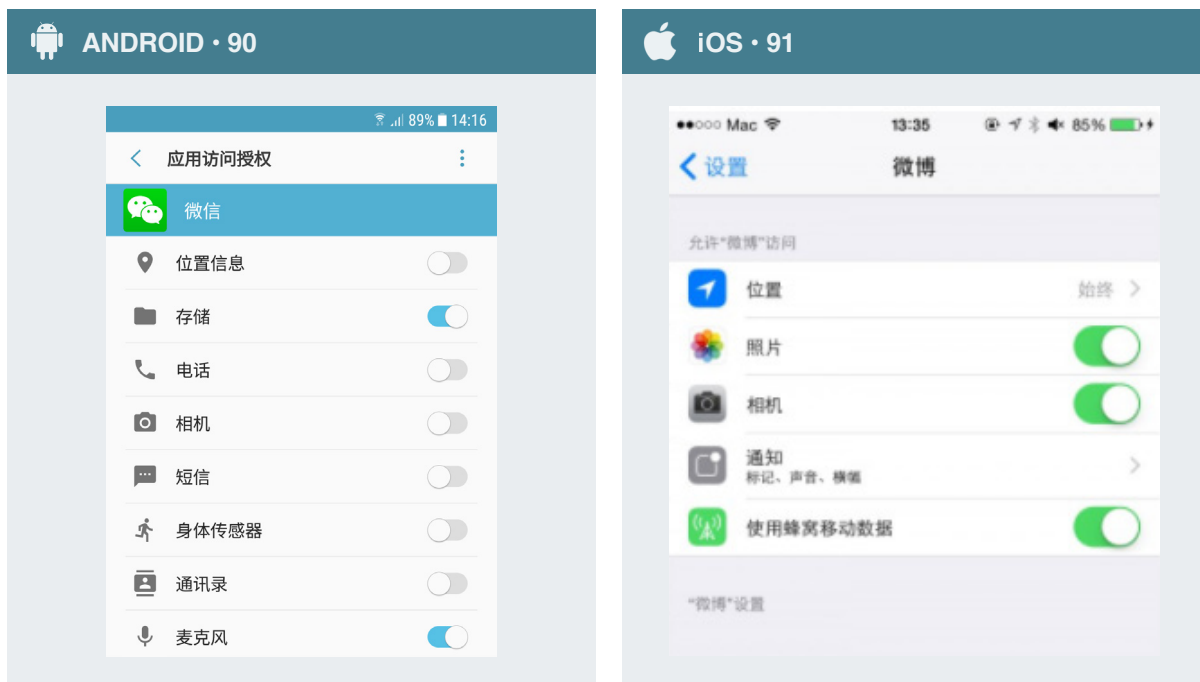 ANDROID • 90
89% 14:16
应用访问授权
微信
位置信息
存储
电话
相机
短信
身体传感器
通讯录
麦克风
iOS • 91
Mac 13:35 85%
设置 微博
允许“微博”访问
位置 始终
照片
相机
通知
标记、声音、横幅
使用蜂窝移动数据
“微博”设置